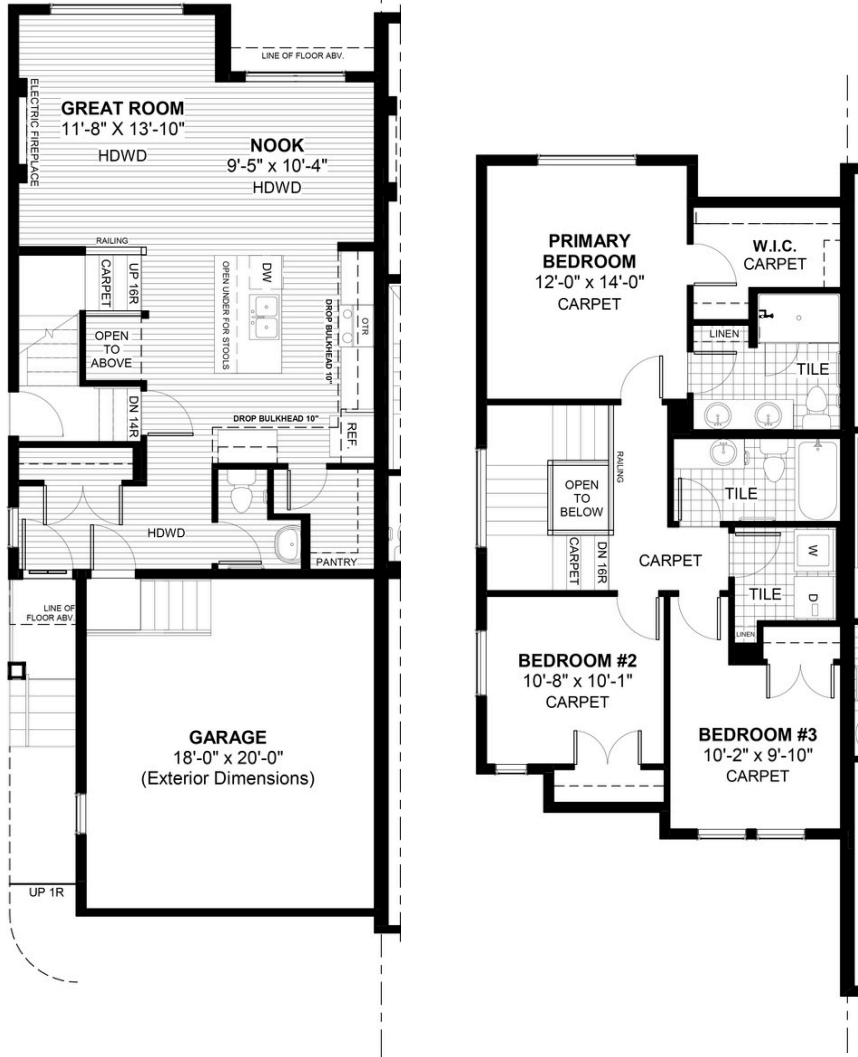 LINE OF FLOOR ABV.
ELECTRIC FIREPLACE
GREAT ROOM
11'-8" X 13'-10"
HDWD
NOOK
9'-5" x 10'-4"
HDWD
RAILING
CARPET
UP 16R
OPEN
TO
ABOVE
DN 14R
OPEN UNDER FOR STOOLS
DW
DROP BULKHEAD 10"
OTR
DROP BULKHEAD 10"
REF.
HDWD
PANTRY
LINE OF
FLOOR ABV.
GARAGE
18'-0" x 20'-0"
(Exterior Dimensions)
UP 1R
PRIMARY
BEDROOM
12'-0" x 14'-0"
CARPET
W.I.C.
CARPET
LINEN
TILE
RAILING
OPEN
TO
BELOW
CARPET
DN 16R
TILE
CARPET
W
D
TILE
LINEN
BEDROOM #2
10'-8" x 10'-1"
CARPET
BEDROOM #3
10'-2" x 9'-10"
CARPET